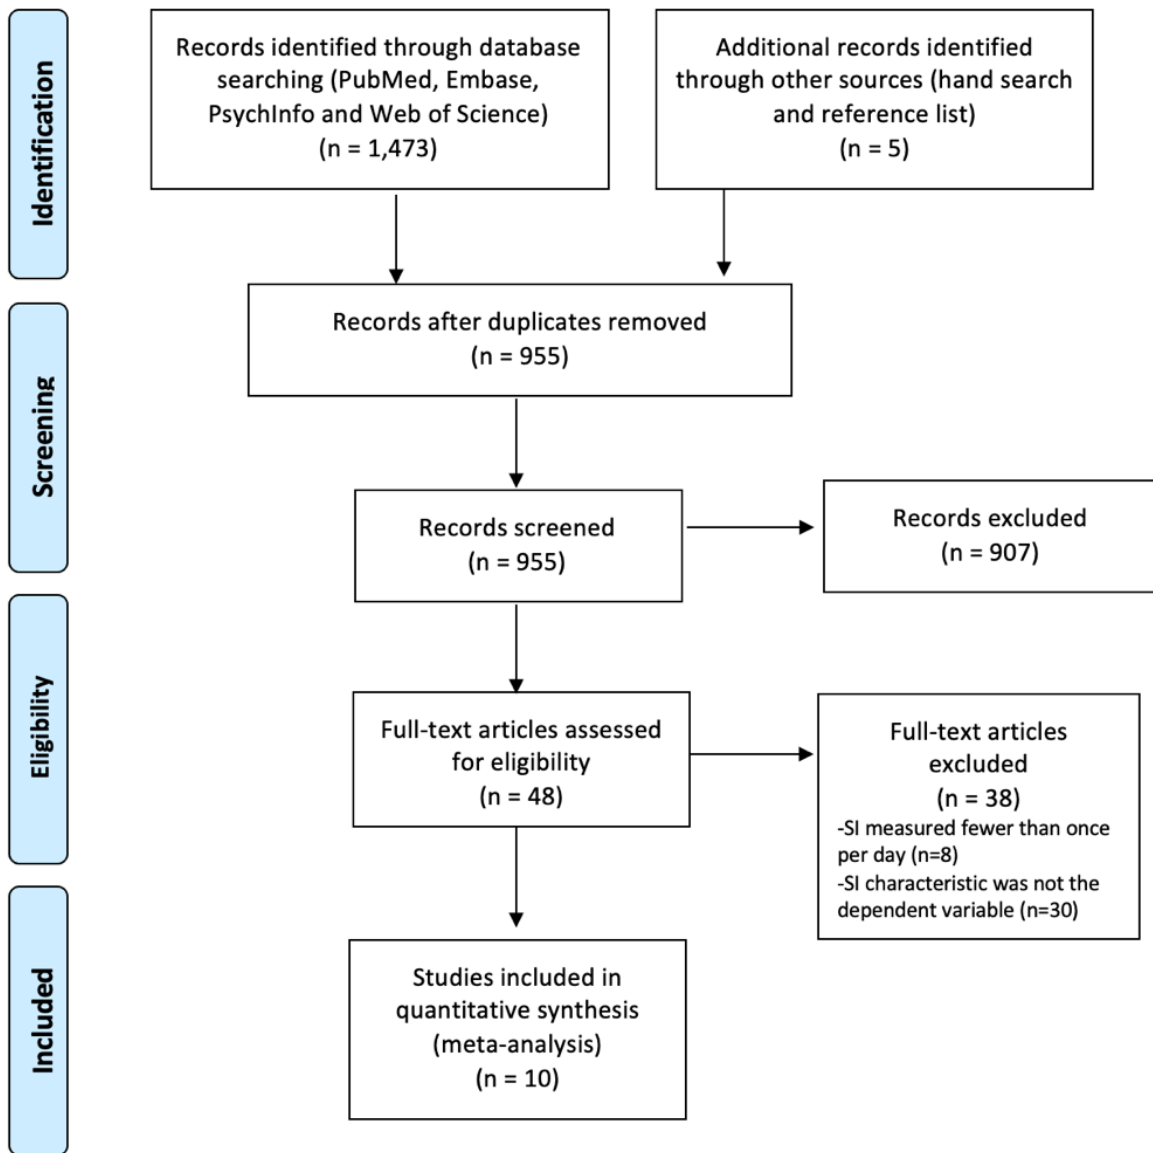 Identification
Records identified through database
searching (PubMed, Embase,
PsychInfo and Web of Science)
(n = 1,473)
Additional records identified
through other sources (hand search
and reference list)
(n = 5)
Screening
Records after duplicates removed
(n = 955)
Records screened
(n = 955)
Records excluded
(n = 907)
Eligibility
Full-text articles assessed
for eligibility
(n = 48)
Full-text articles
excluded
(n = 38)
-SI measured fewer than once
per day (n=8)
-SI characteristic was not the
dependent variable (n=30)
Included
Studies included in
quantitative synthesis
(meta-analysis)
(n = 10)